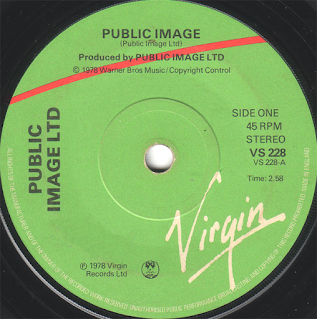 PUBLIC IMAGE
(Public Image Ltd)
Produced by PUBLIC IMAGE LTD
℗ 1978 Warner Bros Music/Copyright Control
PUBLIC
IMAGE LTD
SIDE ONE
45 RPM
STEREO
VS 228
VS 228-A
Time: 2.58
Virgin
℗ 1978 Virgin
Records Ltd